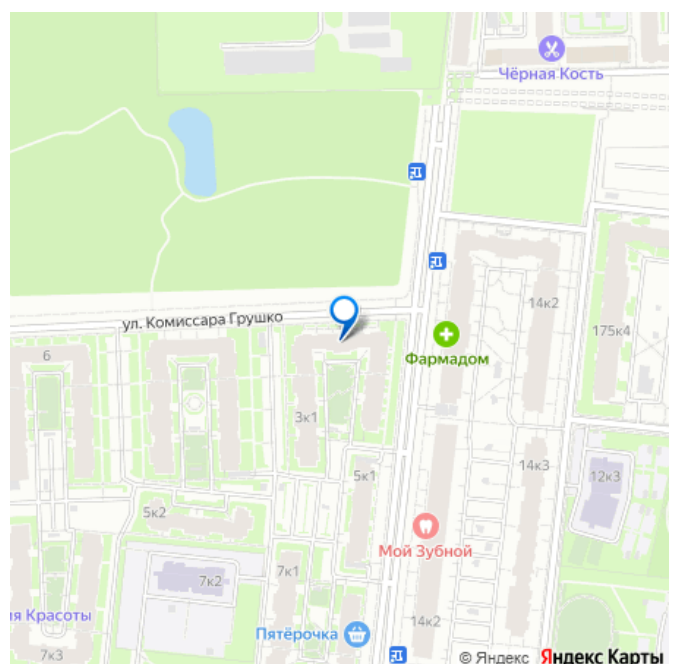 Чёрная Кость
ул. Комиссара Грушко
14к2
175к4
Фармадом
6
3к1
14к3
12к3
5к1
5к2
Мой Зубной
7к1
7к2
ия Красоты
14к2
Пятёрочка
7к3
© Яндекс Яндекс Карты